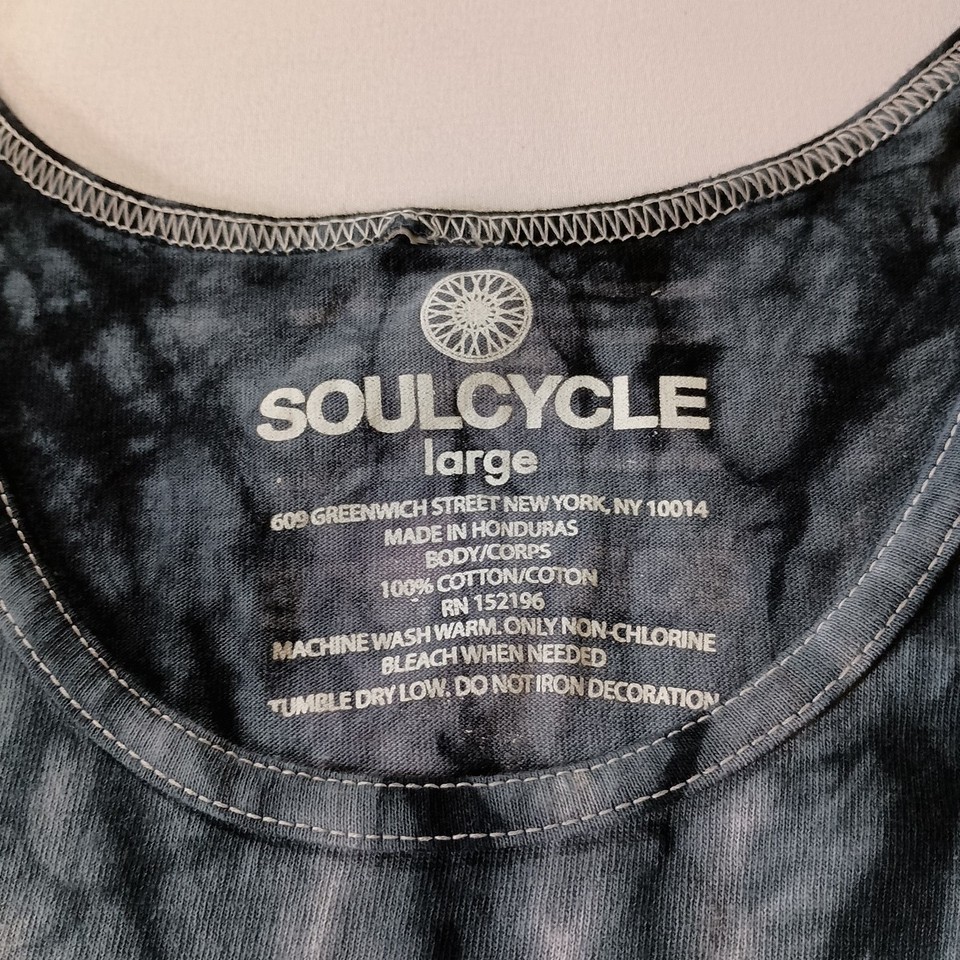 SOULCYCLE
large
609 GREENWICH STREET NEW YORK, NY 10014
MADE IN HONDURAS
BODY/CORPS
100% COTTON/COTON
RN 152196
MACHINE WASH WARM. ONLY NON-CHLORINE
BLEACH WHEN NEEDED
TUMBLE DRY LOW. DO NOT IRON DECORATION